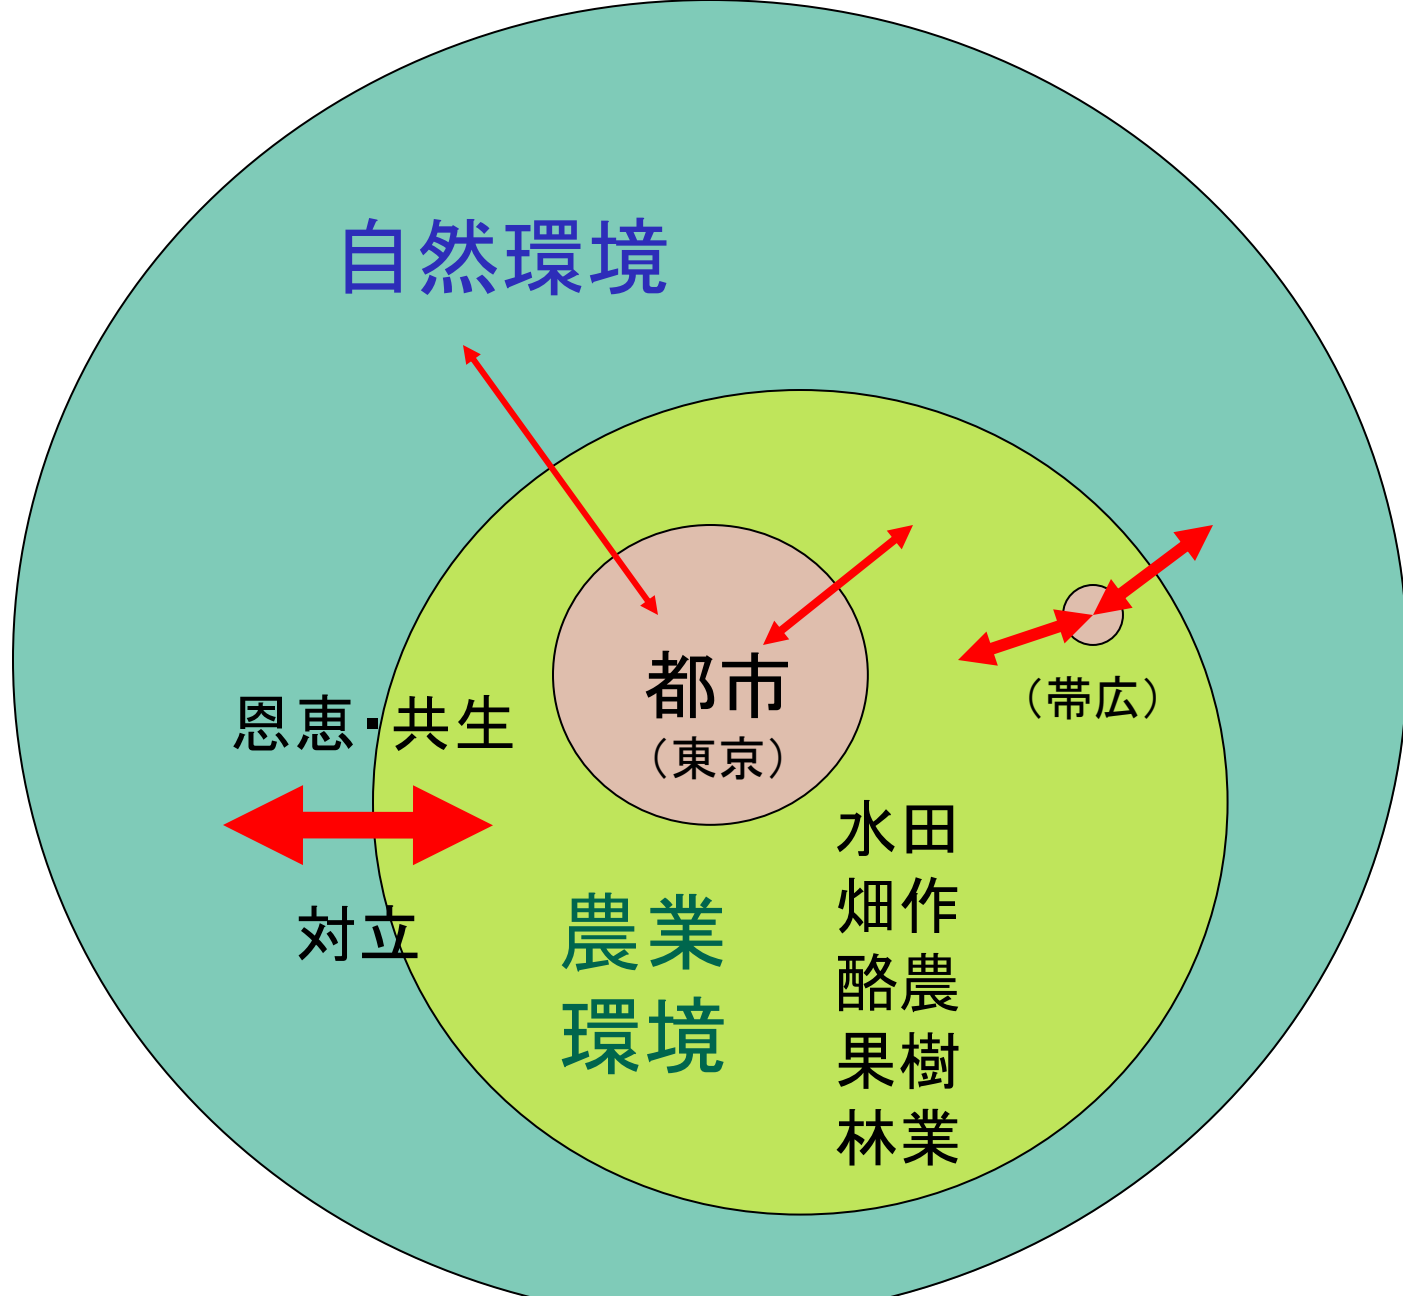 自然環境
都市
（東京）
（帯広）
恩恵・共生
対立
農業
環境
水田
畑作
酪農
果樹
林業